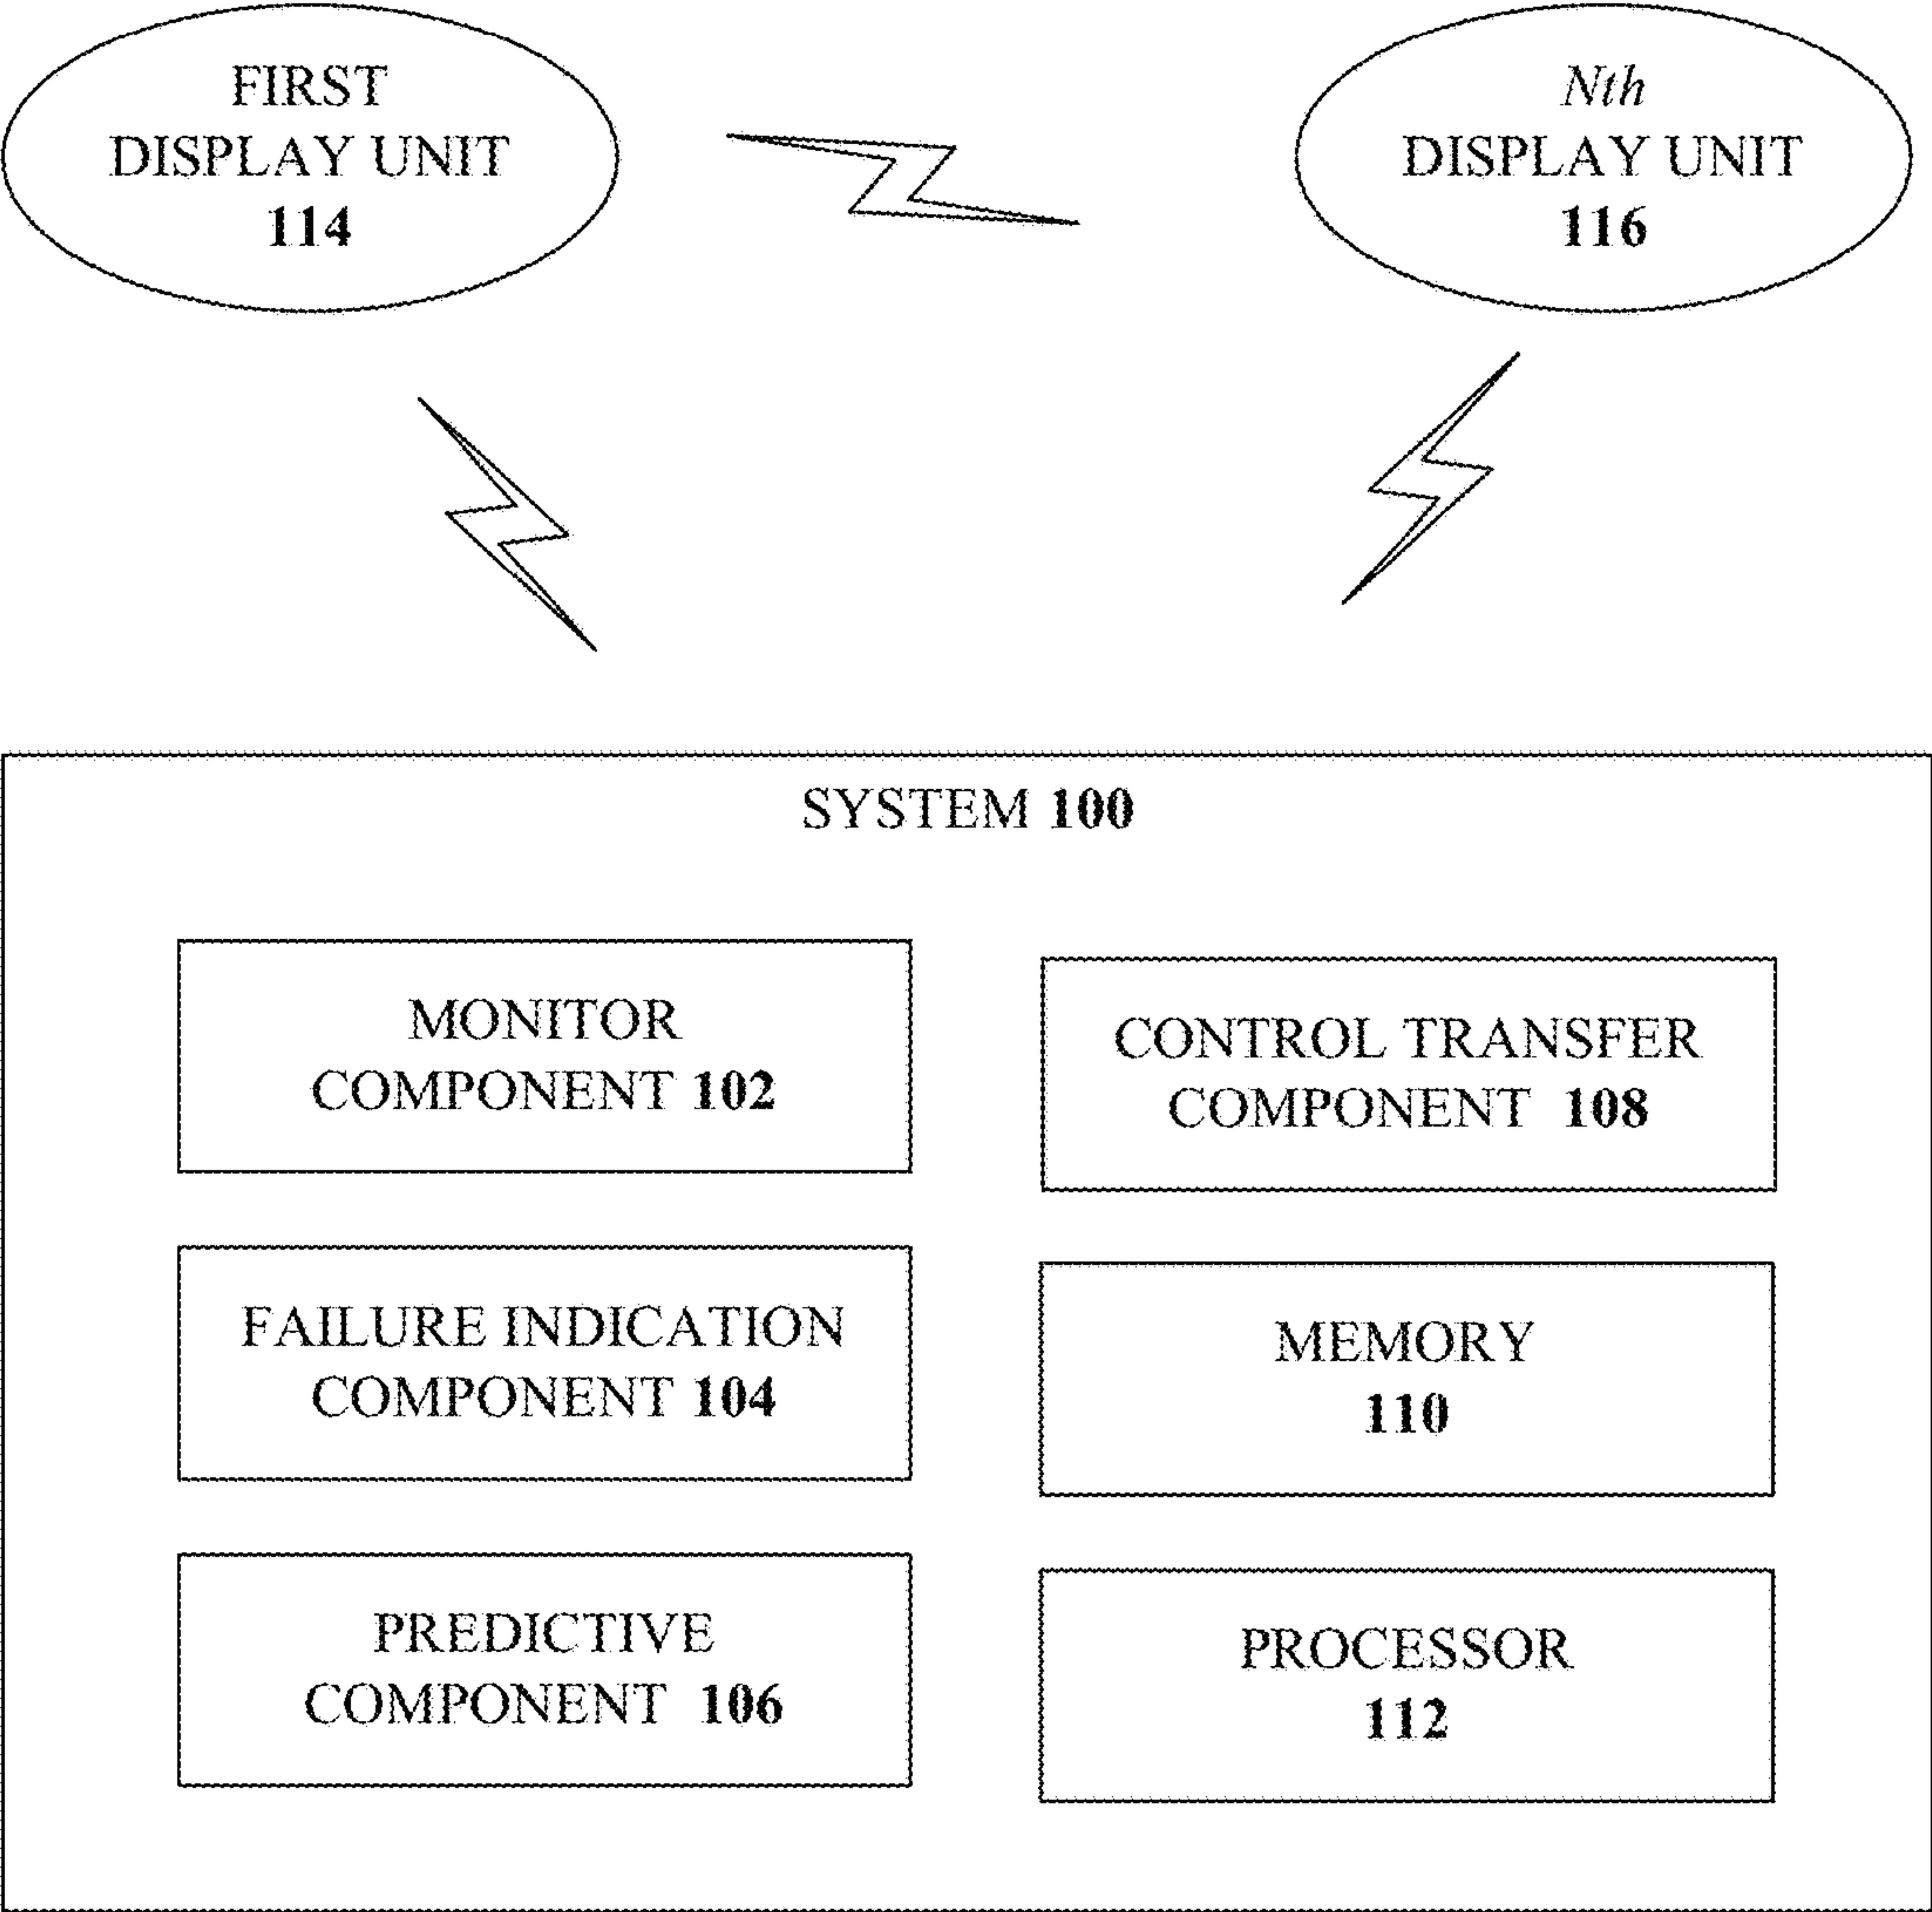 FIRST
DISPLAY UNIT
114
Nth
DISPLAY UNIT
116
SYSTEM 100
MONITOR
COMPONENT 102
FAILURE INDICATION
COMPONENT 104
PREDICTIVE
COMPONENT 106
CONTROL TRANSFER
COMPONENT 108
MEMORY
110
PROCESSOR
112